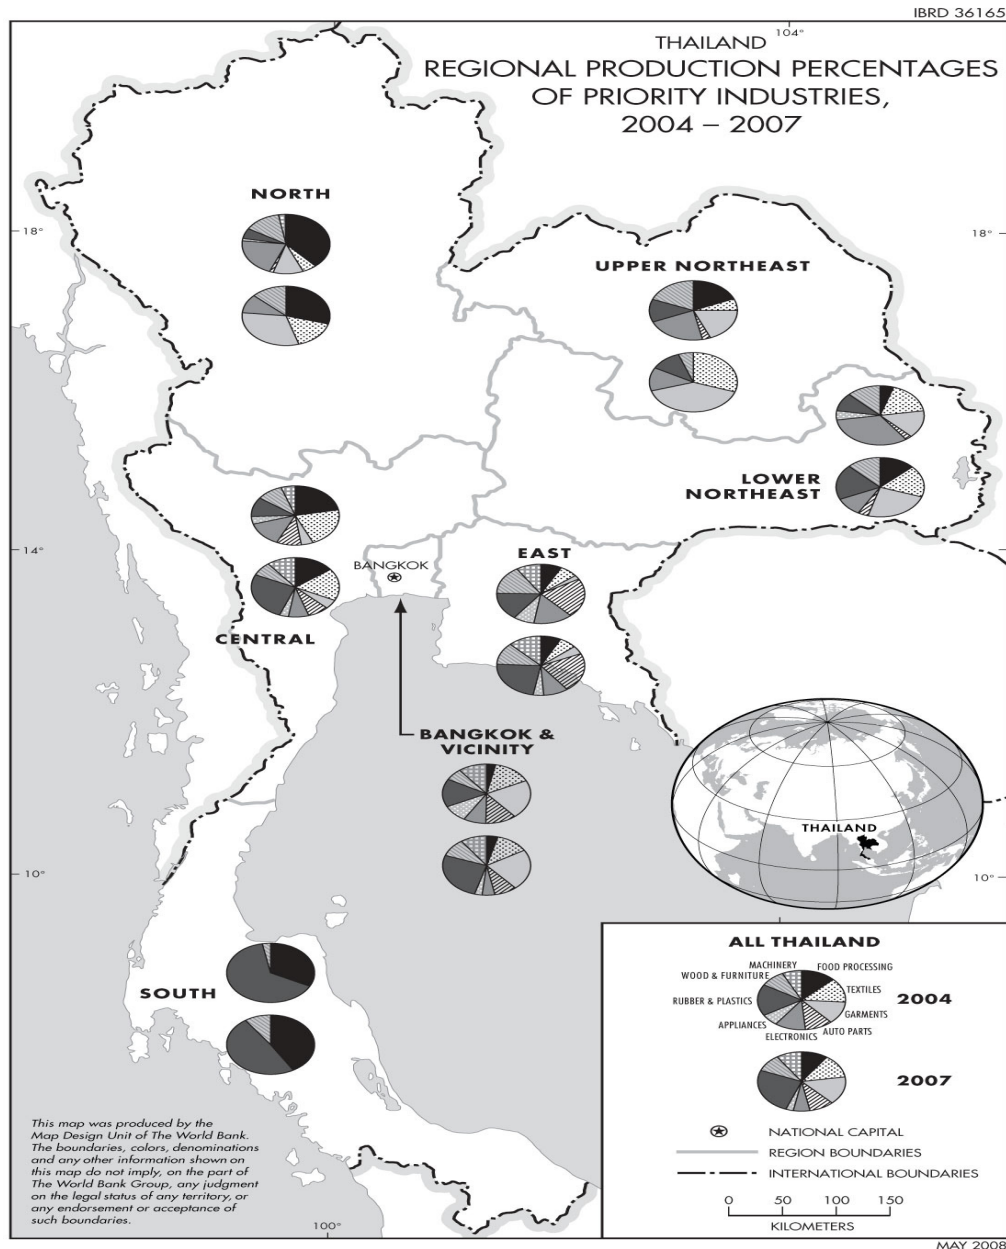 IBRD 36165
104°
THAILAND
REGIONAL PRODUCTION PERCENTAGES
OF PRIORITY INDUSTRIES,
2004 – 2007
NORTH
18°
18°
UPPER NORTHEAST
LOWER
NORTHEAST
14°
BANGKOK
EAST
CENTRAL
BANGKOK &
VICINITY
THAILAND
10°
10°
SOUTH
ALL THAILAND
MACHINERY
FOOD PROCESSING
WOOD & FURNITURE
TEXTILES
RUBBER & PLASTICS
2004
GARMENTS
APPLIANCES
AUTO PARTS
ELECTRONICS
2007
NATIONAL CAPITAL
REGION BOUNDARIES
INTERNATIONAL BOUNDARIES
0 50 100 150
KILOMETERS
This map was produced by the
Map Design Unit of The World Bank.
The boundaries, colors, denominations
and any other information shown on
this map do not imply, on the part of
The World Bank Group, any judgment
on the legal status of any territory, or
any endorsement or acceptance of
such boundaries.
100°
MAY 2008